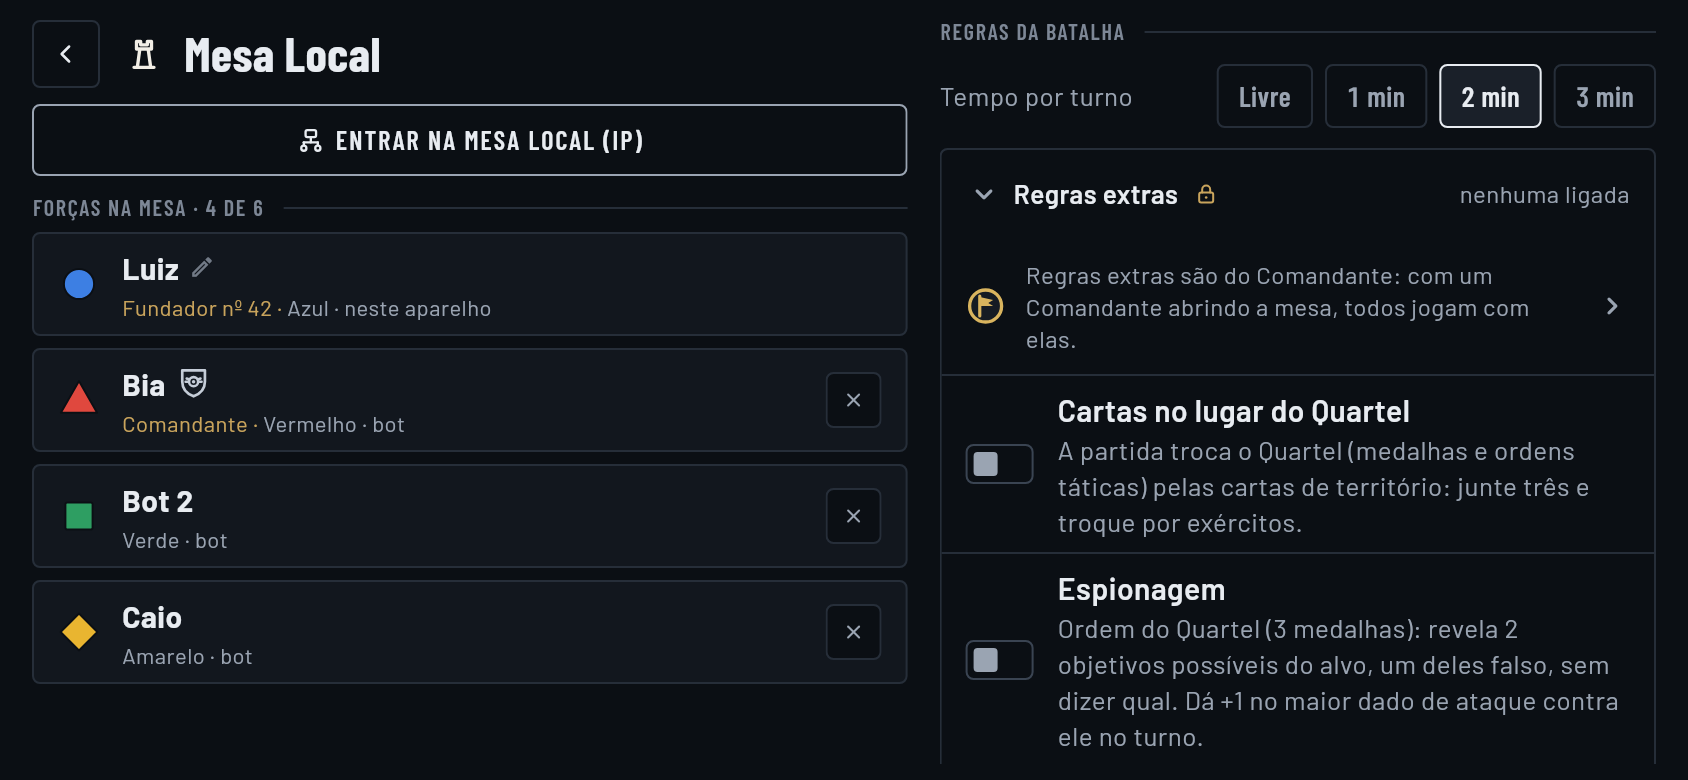 Mesa Local
ENTRAR NA MESA LOCAL (IP)
FORÇAS NA MESA · 4 DE 6
Luiz
Fundador nº 42 · Azul · neste aparelho
Bia
Comandante · Vermelho · bot
Bot 2
Verde · bot
Caio
Amarelo · bot
REGRAS DA BATALHA
Tempo por turno
Livre
1 min
2 min
3 min
Regras extras
nenhuma ligada
Regras extras são do Comandante: com um
Comandante abrindo a mesa, todos jogam com
elas.
Cartas no lugar do Quartel
A partida troca o Quartel (medalhas e ordens
táticas) pelas cartas de território: junte três e
troque por exércitos.
Espionagem
Ordem do Quartel (3 medalhas): revela 2
objetivos possíveis do alvo, um deles falso, sem
dizer qual. Dá +1 no maior dado de ataque contra
ele no turno.